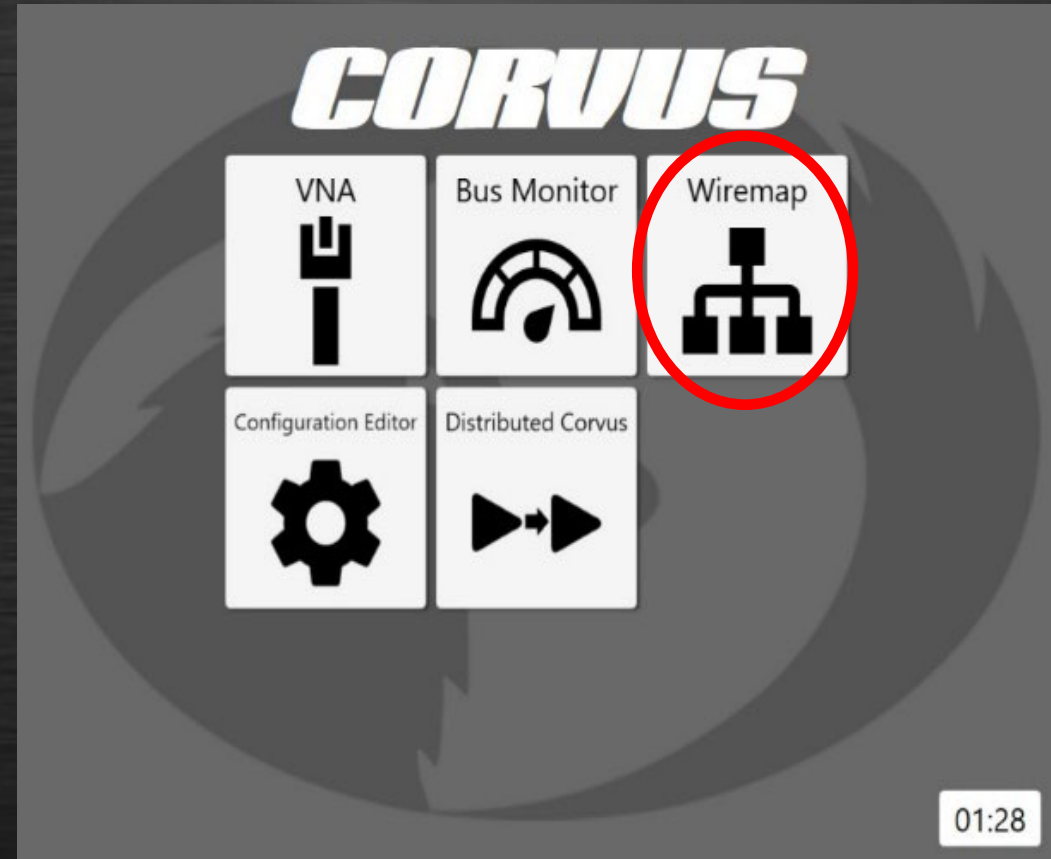 CORVUS
VNA
Bus Monitor
Wiremap
Configuration Editor
Distributed Corvus
01:28